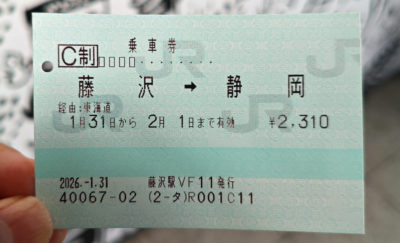 乗車券
C制 □□□□・・・・・・・・
藤沢 → 静岡
経由:東海道
1月31日から 2月 1日まで有効 ¥2,310
2026.-1.31 藤沢駅VF11発行
40067-02 (2-タ)R001C11